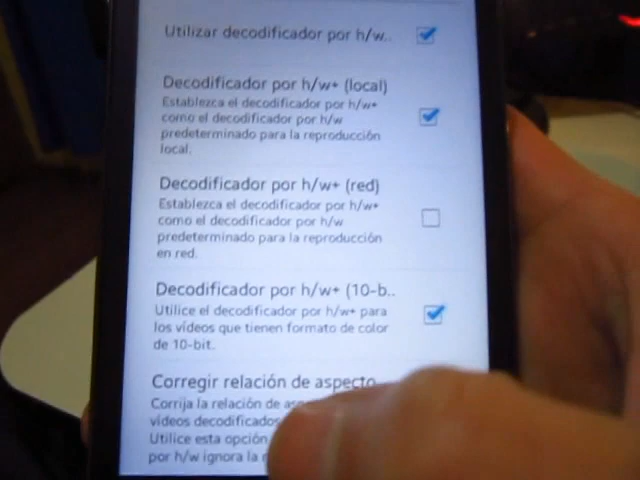 Utilizar decodificador por h/w..
Decodificador por h/w+ (local)
Establezca el decodificador por h/w+
como el decodificador por h/w
predeterminado para la reproducción
local.
Decodificador por h/w+ (red)
Establezca el decodificador por h/w+
como el decodificador por h/w
predeterminado para la reproducción
en red.
Decodificador por h/w+ (10-b..
Utilice el decodificador por h/w+ para
los vídeos que tienen formato de color
de 10-bit.
Corregir relación de aspecto
Corrija la relación de
vídeos decodificados
Utilice esta opción
por h/w ignora la